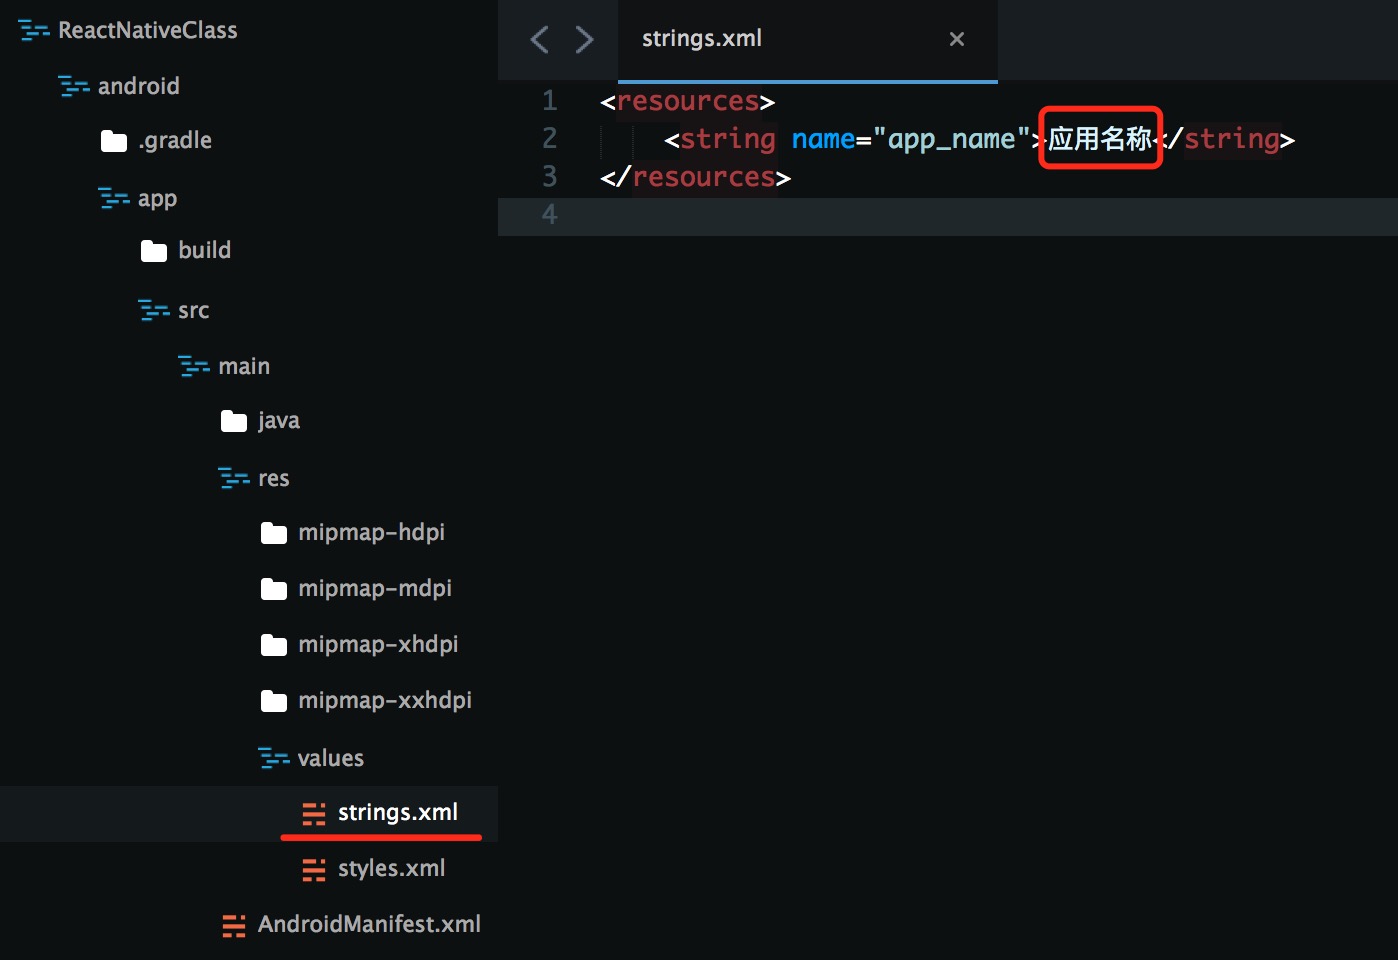 ReactNativeClass
android
.gradle
app
build
src
main
java
res
mipmap-hdpi
mipmap-mdpi
mipmap-xhdpi
mipmap-xxhdpi
values
strings.xml
styles.xml
AndroidManifest.xml
strings.xml ×
1 <resources>
2 <string name="app_name">应用名称</string>
3 </resources>
4